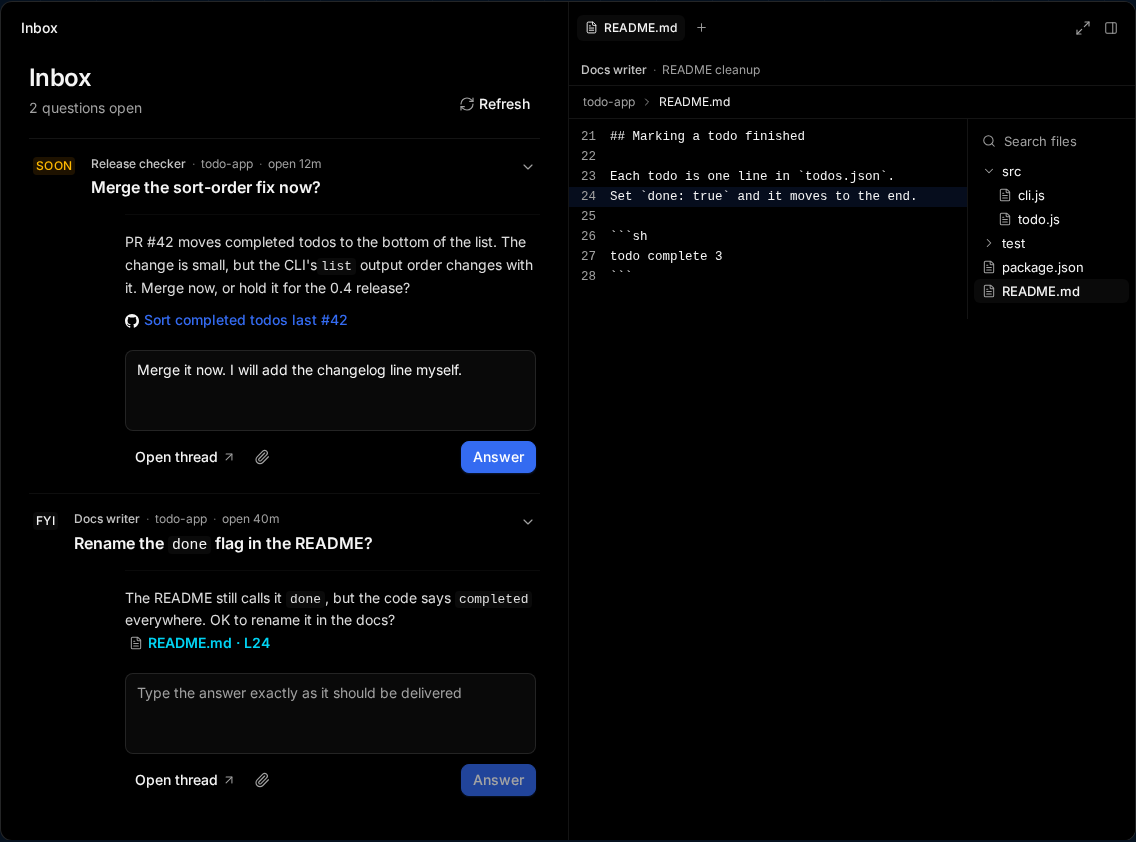 Inbox
Inbox
2 questions open
Refresh
SOON
Release checker · todo-app · open 12m
Merge the sort-order fix now?
PR #42 moves completed todos to the bottom of the list. The
change is small, but the CLI's list output order changes with
it. Merge now, or hold it for the 0.4 release?
Sort completed todos last #42
Merge it now. I will add the changelog line myself.
Open thread
Answer
FYI
Docs writer · todo-app · open 40m
Rename the done flag in the README?
The README still calls it done, but the code says completed
everywhere. OK to rename it in the docs?
README.md · L24
Type the answer exactly as it should be delivered
Open thread
Answer
README.md
Docs writer · README cleanup
todo-app > README.md
21 ## Marking a todo finished
22
23 Each todo is one line in `todos.json`.
24 Set `done: true` and it moves to the end.
25
26 ```sh
27 todo complete 3
28 ```
Search files
src
cli.js
todo.js
test
package.json
README.md